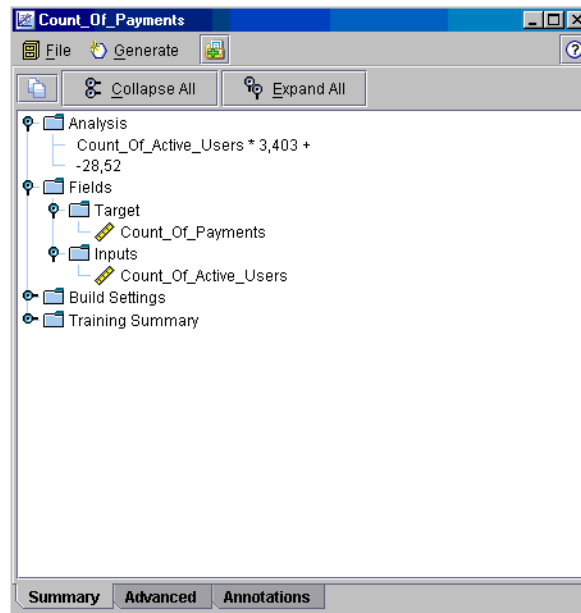 Count_Of_Payments
File Generate
Collapse All Expand All
Analysis
Count_Of_Active_Users * 3,403 +
-28,52
Fields
Target
Count_Of_Payments
Inputs
Count_Of_Active_Users
Build Settings
Training Summary
Summary Advanced Annotations